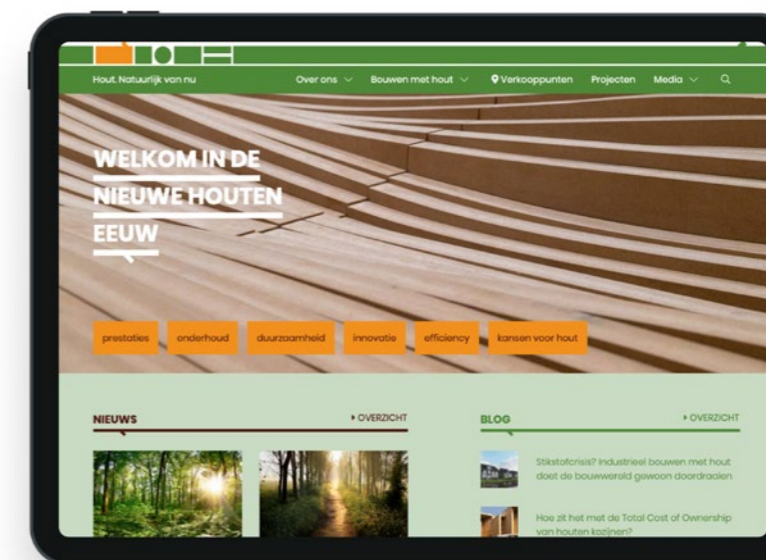 Hout. Natuurlijk van nu
Over ons
Bouwen met hout
Verkooppunten
Projecten
Media
WELKOM IN DE
NIEUWE HOUTEN
EEUW
prestaties
onderhoud
duurzaamheid
innovatie
efficiency
kansen voor hout
NIEUWS
OVERZICHT
BLOG
OVERZICHT
Stikstofcrisis? Industrieel bouwen met hout
doet de bouwwereld gewoon doordraaien
Hoe zit het met de Total Cost of Ownership
van houten kozijnen?